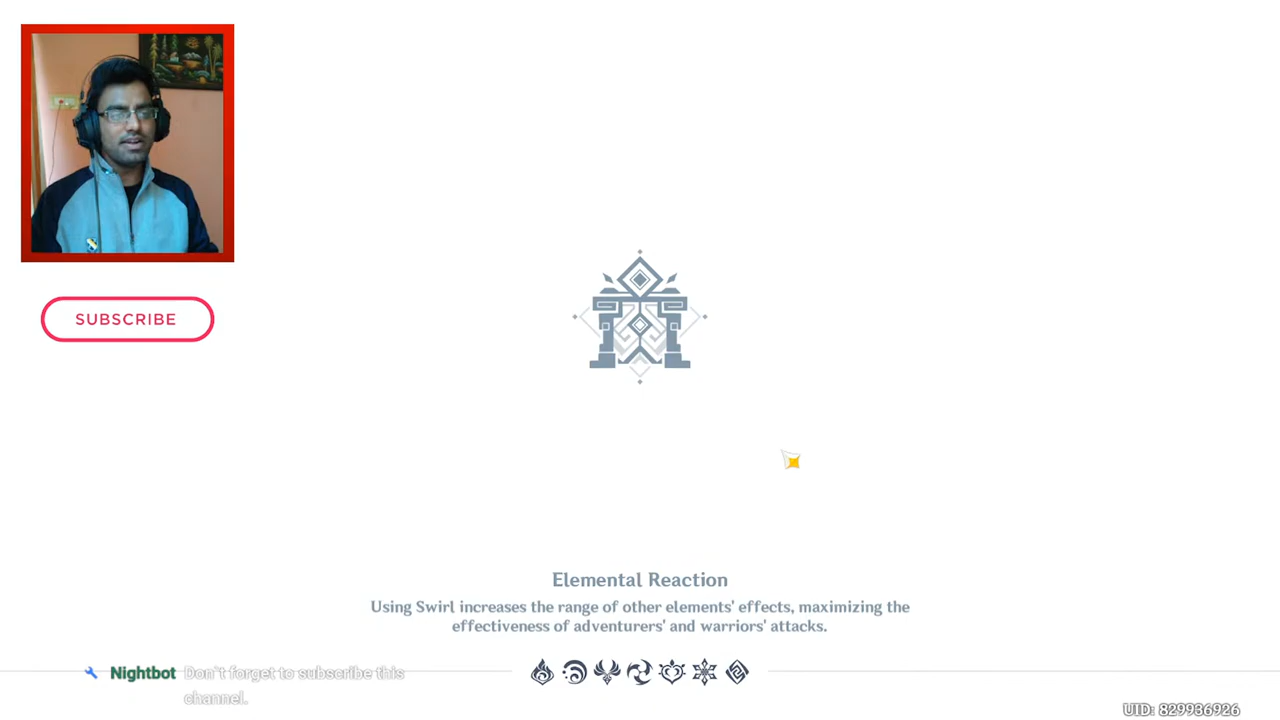 SUBSCRIBE
Elemental Reaction
Using Swirl increases the range of other elements' effects, maximizing the
effectiveness of adventurers' and warriors' attacks.
Nightbot Don't forget to subscribe this
channel.
UID: 829936926